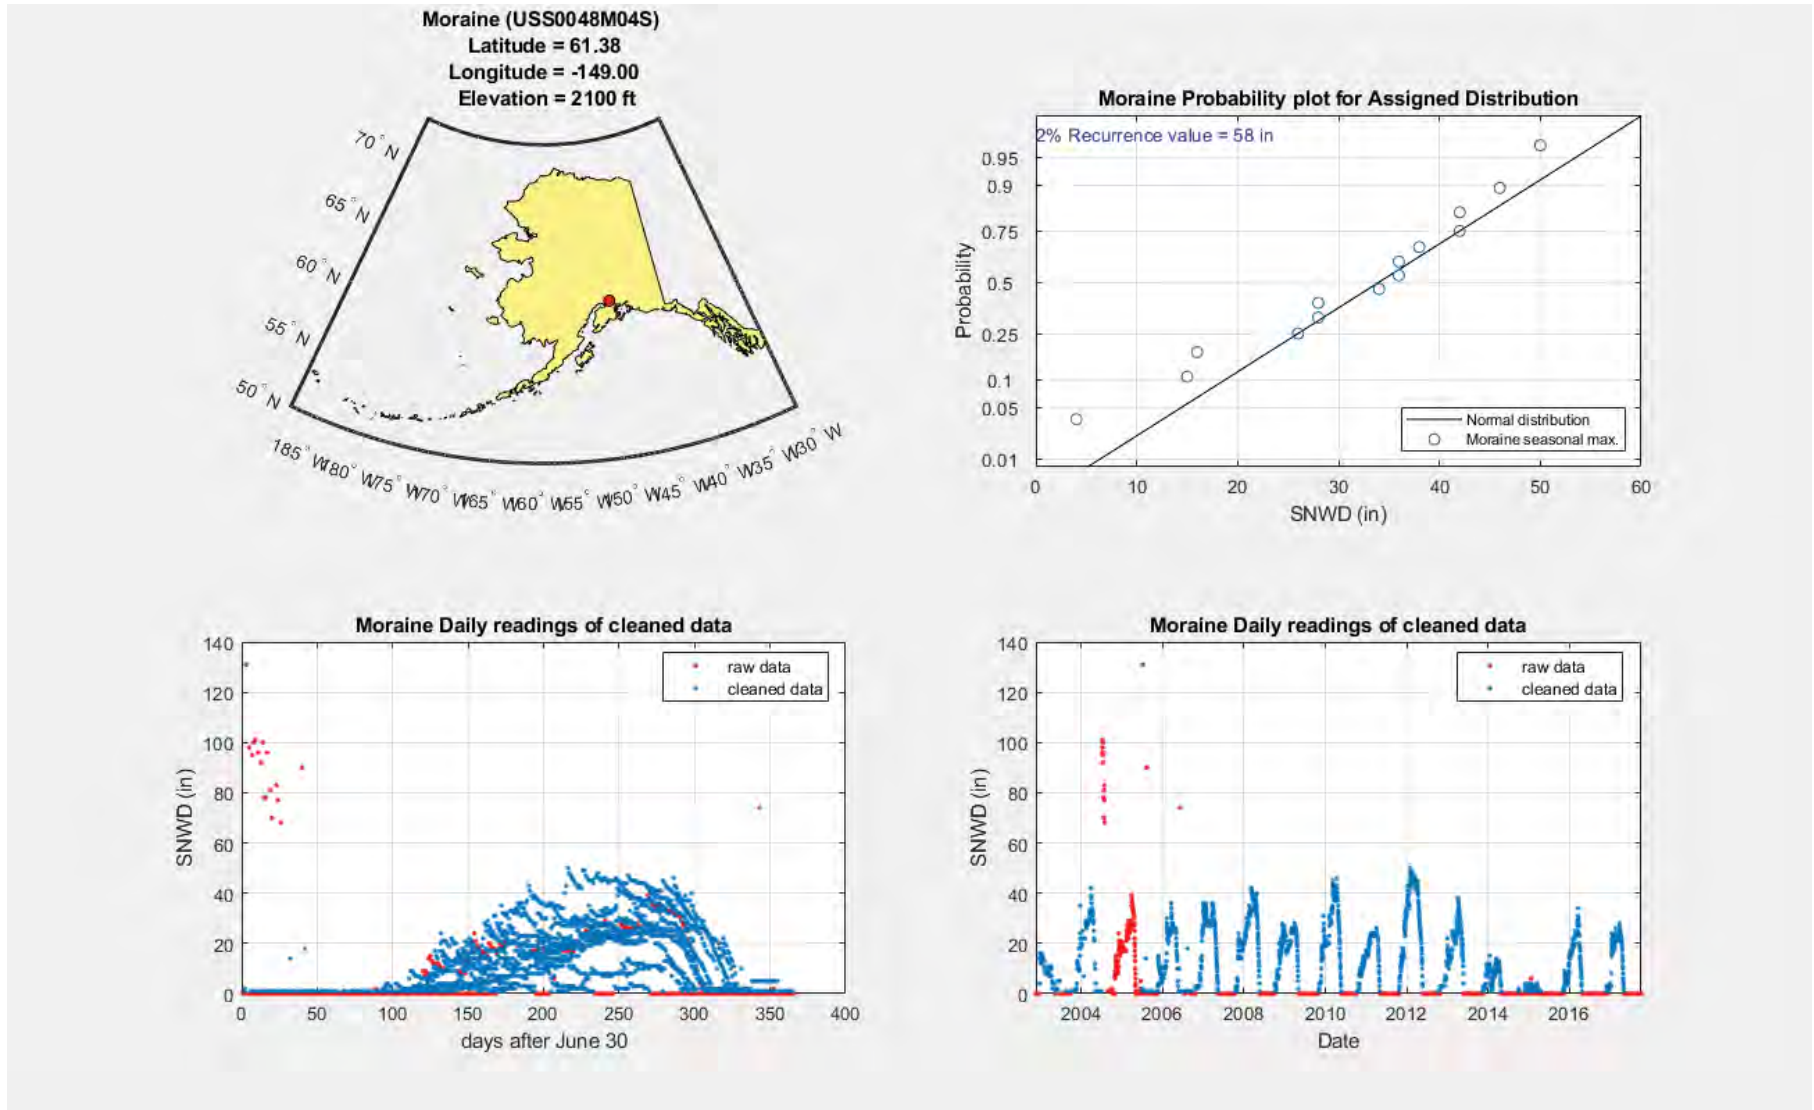 Moraine (USS0048M04S)
Latitude = 61.38
Longitude = -149.00
Elevation = 2100 ft
70° N
65° N
60° N
55° N
50° N
185° W
180° W
175° W
170° W
165° W
160° W
155° W
150° W
145° W
140° W
135° W
130° W
Moraine Probability plot for Assigned Distribution
2% Recurrence value = 58 in
Probability
0.95
0.9
0.75
0.5
0.25
0.1
0.05
0.01
Normal distribution
Moraine seasonal max.
0 10 20 30 40 50 60
SNWD (in)
Moraine Daily readings of cleaned data
SNWD (in)
140
120
100
80
60
40
20
0
raw data
cleaned data
0 50 100 150 200 250 300 350 400
days after June 30
Moraine Daily readings of cleaned data
SNWD (in)
140
120
100
80
60
40
20
0
raw data
cleaned data
2004 2006 2008 2010 2012 2014 2016
Date